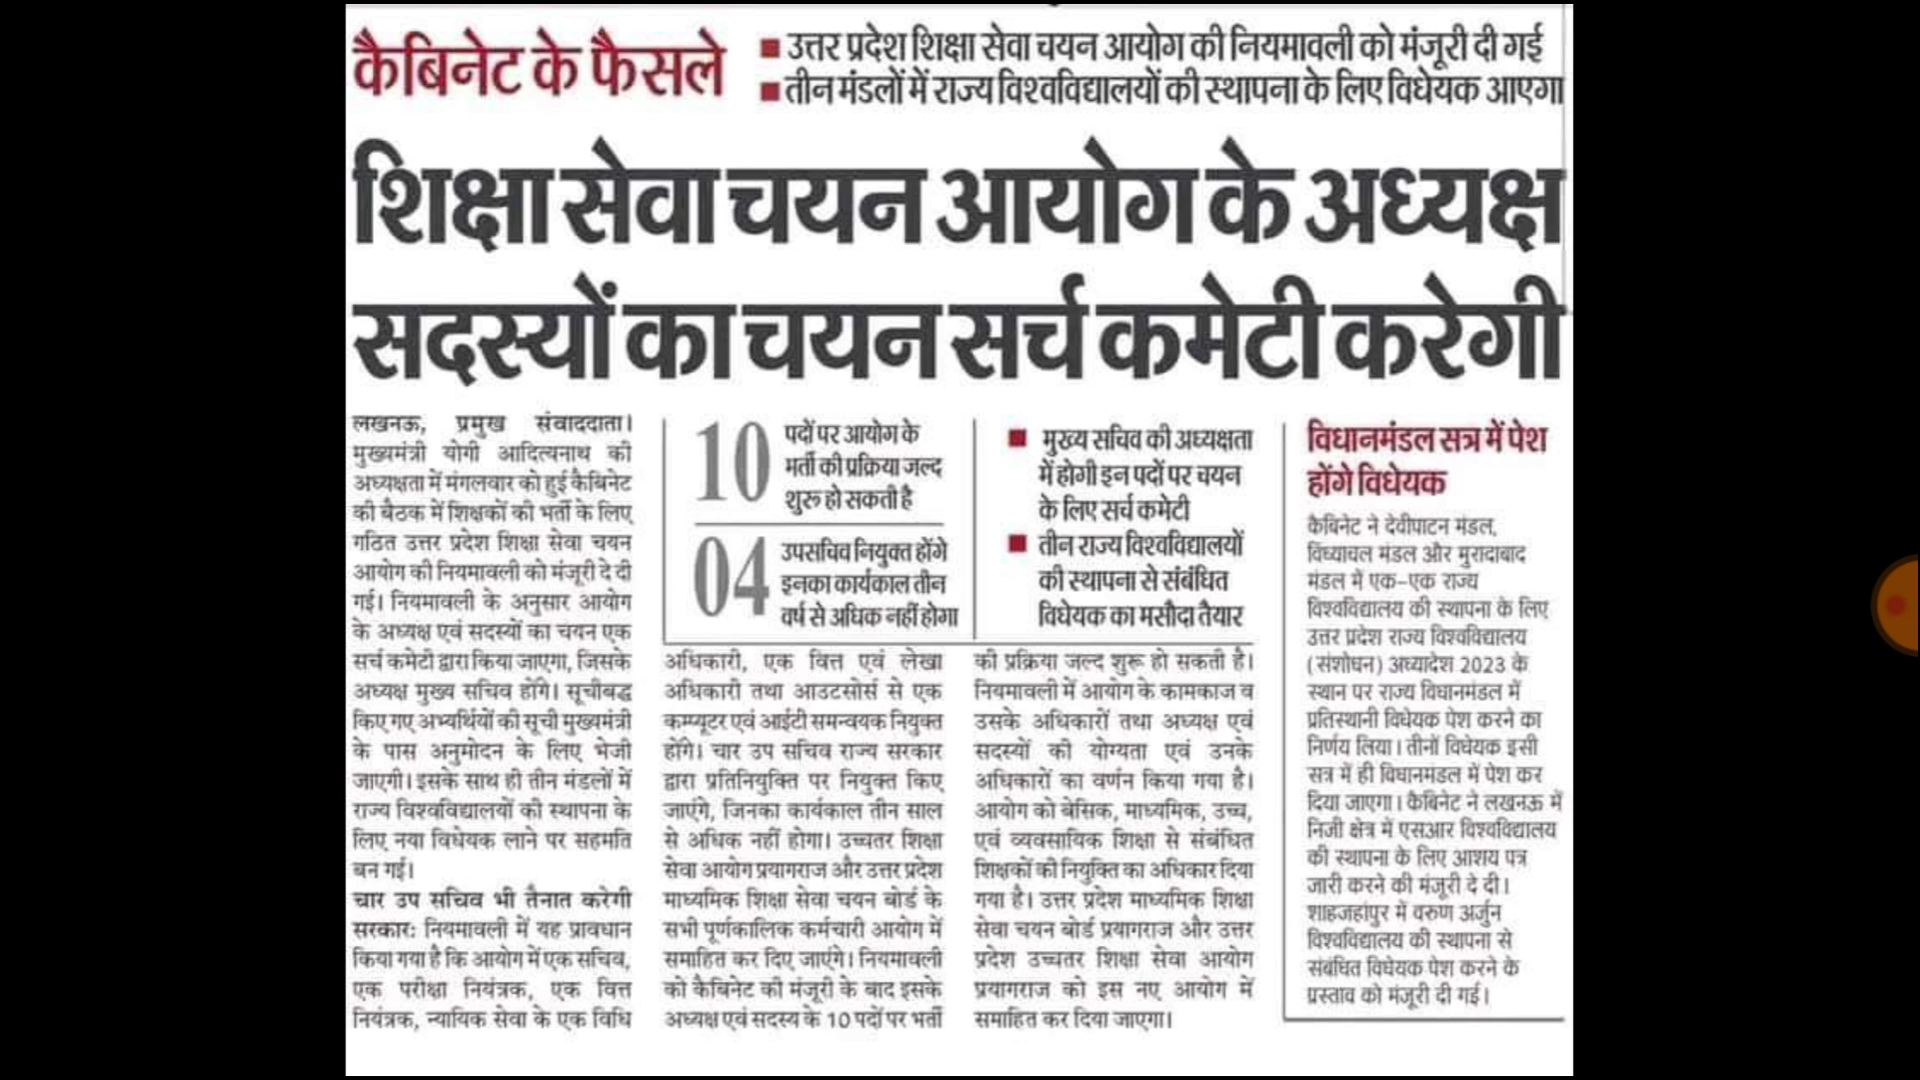 कैबिनेट के फैसले
■ उत्तर प्रदेश शिक्षा सेवा चयन आयोग की नियमावली को मंजूरी दी गई
■ तीन मंडलों में राज्य विश्वविद्यालयों की स्थापना के लिए विधेयक आएगा
शिक्षा सेवा चयन आयोग के अध्यक्ष
सदस्यों का चयन सर्च कमेटी करेगी
लखनऊ, प्रमुख संवाददाता।
मुख्यमंत्री योगी आदित्यनाथ की
अध्यक्षता में मंगलवार को हुई कैबिनेट
की बैठक में शिक्षकों की भर्ती के लिए
गठित उत्तर प्रदेश शिक्षा सेवा चयन
आयोग की नियमावली को मंजूरी दे दी
गई। नियमावली के अनुसार आयोग
के अध्यक्ष एवं सदस्यों का चयन एक
सर्च कमेटी द्वारा किया जाएगा, जिसके
अध्यक्ष मुख्य सचिव होंगे। सूचीबद्ध
किए गए अभ्यर्थियों की सूची मुख्यमंत्री
के पास अनुमोदन के लिए भेजी
जाएगी। इसके साथ ही तीन मंडलों में
राज्य विश्वविद्यालयों की स्थापना के
लिए नया विधेयक लाने पर सहमति
बन गई।
चार उप सचिव भी तैनात करेगी
सरकार: नियमावली में यह प्रावधान
किया गया है कि आयोग में एक सचिव,
एक परीक्षा नियंत्रक, एक वित्त
नियंत्रक, न्यायिक सेवा के एक विधि
10 पदों पर आयोग के
भर्ती की प्रक्रिया जल्द
शुरू हो सकती है
04 उपसचिव नियुक्त होंगे
इनका कार्यकाल तीन
वर्ष से अधिक नहीं होगा
■ मुख्य सचिव की अध्यक्षता
में होगी इन पदों पर चयन
के लिए सर्च कमेटी
■ तीन राज्य विश्वविद्यालयों
की स्थापना से संबंधित
विधेयक का मसौदा तैयार
अधिकारी, एक वित्त एवं लेखा
अधिकारी तथा आउटसोर्स से एक
कम्प्यूटर एवं आईटी समन्वयक नियुक्त
होंगे। चार उप सचिव राज्य सरकार
द्वारा प्रतिनियुक्ति पर नियुक्त किए
जाएंगे, जिनका कार्यकाल तीन साल
से अधिक नहीं होगा। उच्चतर शिक्षा
सेवा आयोग प्रयागराज और उत्तर प्रदेश
माध्यमिक शिक्षा सेवा चयन बोर्ड के
सभी पूर्णकालिक कर्मचारी आयोग में
समाहित कर दिए जाएंगे। नियमावली
को कैबिनेट की मंजूरी के बाद इसके
अध्यक्ष एवं सदस्य के 10 पदों पर भर्ती
की प्रक्रिया जल्द शुरू हो सकती है।
नियमावली में आयोग के कामकाज व
उसके अधिकारों तथा अध्यक्ष एवं
सदस्यों की योग्यता एवं उनके
अधिकारों का वर्णन किया गया है।
आयोग को बेसिक, माध्यमिक, उच्च,
एवं व्यवसायिक शिक्षा से संबंधित
शिक्षकों की नियुक्ति का अधिकार दिया
गया है। उत्तर प्रदेश माध्यमिक शिक्षा
सेवा चयन बोर्ड प्रयागराज और उत्तर
प्रदेश उच्चतर शिक्षा सेवा आयोग
प्रयागराज को इस नए आयोग में
समाहित कर दिया जाएगा।
विधानमंडल सत्र में पेश
होंगे विधेयक
कैबिनेट ने देवीपाटन मंडल,
विंध्याचल मंडल और मुरादाबाद
मंडल में एक-एक राज्य
विश्वविद्यालय की स्थापना के लिए
उत्तर प्रदेश राज्य विश्वविद्यालय
(संशोधन) अध्यादेश 2023 के
स्थान पर राज्य विधानमंडल में
प्रतिस्थानी विधेयक पेश करने का
निर्णय लिया। तीनों विधेयक इसी
सत्र में ही विधानमंडल में पेश कर
दिया जाएगा। कैबिनेट ने लखनऊ में
निजी क्षेत्र में एसआर विश्वविद्यालय
की स्थापना के लिए आशय पत्र
जारी करने की मंजूरी दे दी।
शाहजहांपुर में वरुण अर्जुन
विश्वविद्यालय की स्थापना से
संबंधित विधेयक पेश करने के
प्रस्ताव को मंजूरी दी गई।